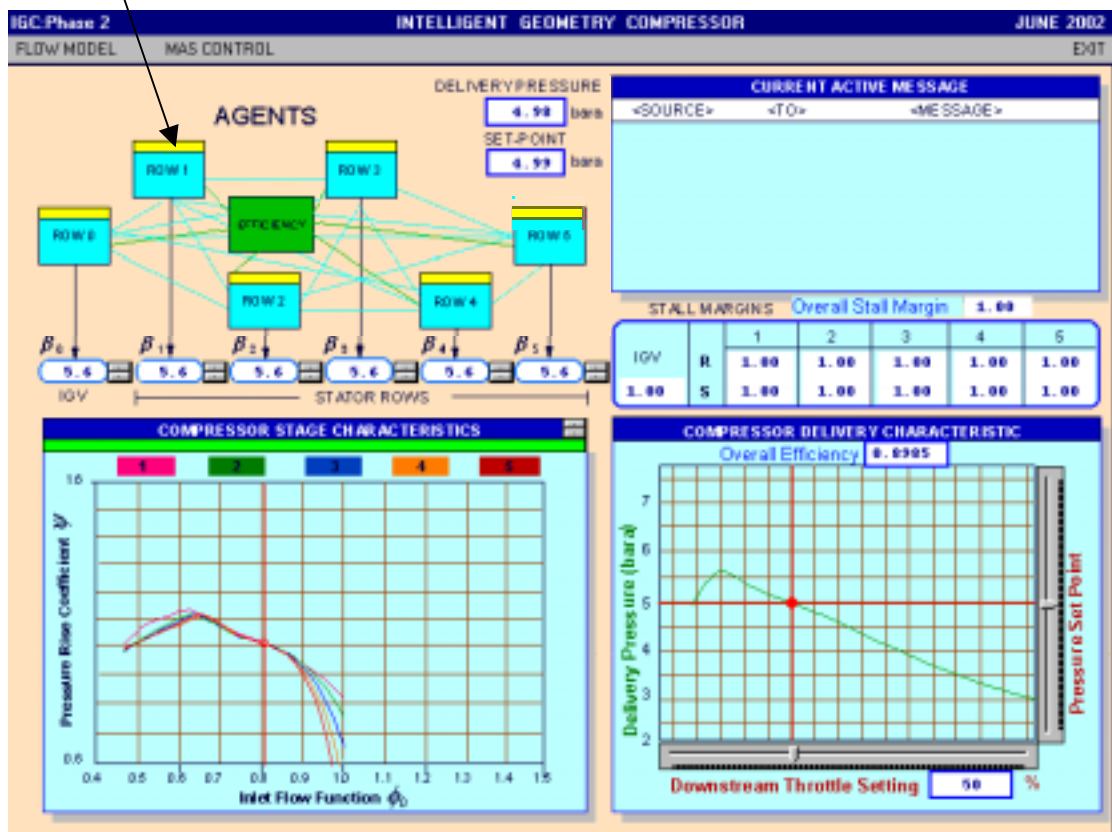 IGC:Phase 2 INTELLIGENT GEOMETRY COMPRESSOR JUNE 2002
FLOW MODEL MAS CONTROL EXIT
AGENTS
DELIVERY PRESSURE
4.98 bara
SET-POINT
4.99 bara
ROW 1
ROW 3
ROW 0
EFFICIENCY
ROW 5
ROW 2
ROW 4
β0 β1 β2 β3 β4 β5
5.6 5.6 5.6 5.6 5.6 5.6
IGV STATOR ROWS
CURRENT ACTIVE MESSAGE
<SOURCE> <TO> <MESSAGE>
STALL MARGINS Overall Stall Margin 1.00
1 2 3 4 5
IGV R 1.00 1.00 1.00 1.00 1.00
1.00 S 1.00 1.00 1.00 1.00 1.00
COMPRESSOR STAGE CHARACTERISTICS
1 2 3 4 5
Pressure Rise Coefficient ψ
1.6
0.6
0.4 0.5 0.6 0.7 0.8 0.9 1.0 1.1 1.2 1.3 1.4 1.5
Inlet Flow Function
COMPRESSOR DELIVERY CHARACTERISTIC
Overall Efficiency 0.8985
Delivery Pressure (bara)
7
6
5
4
3
2
Pressure Set Point
Downstream Throttle Setting 50 %